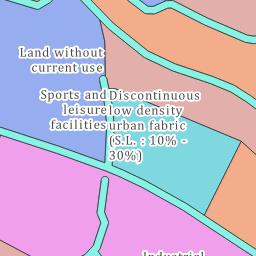 Land without
current use
Sports and
leisure
facilities
Discontinuous
low density
urban fabric
(S.L. : 10% -
30%)
Industrial